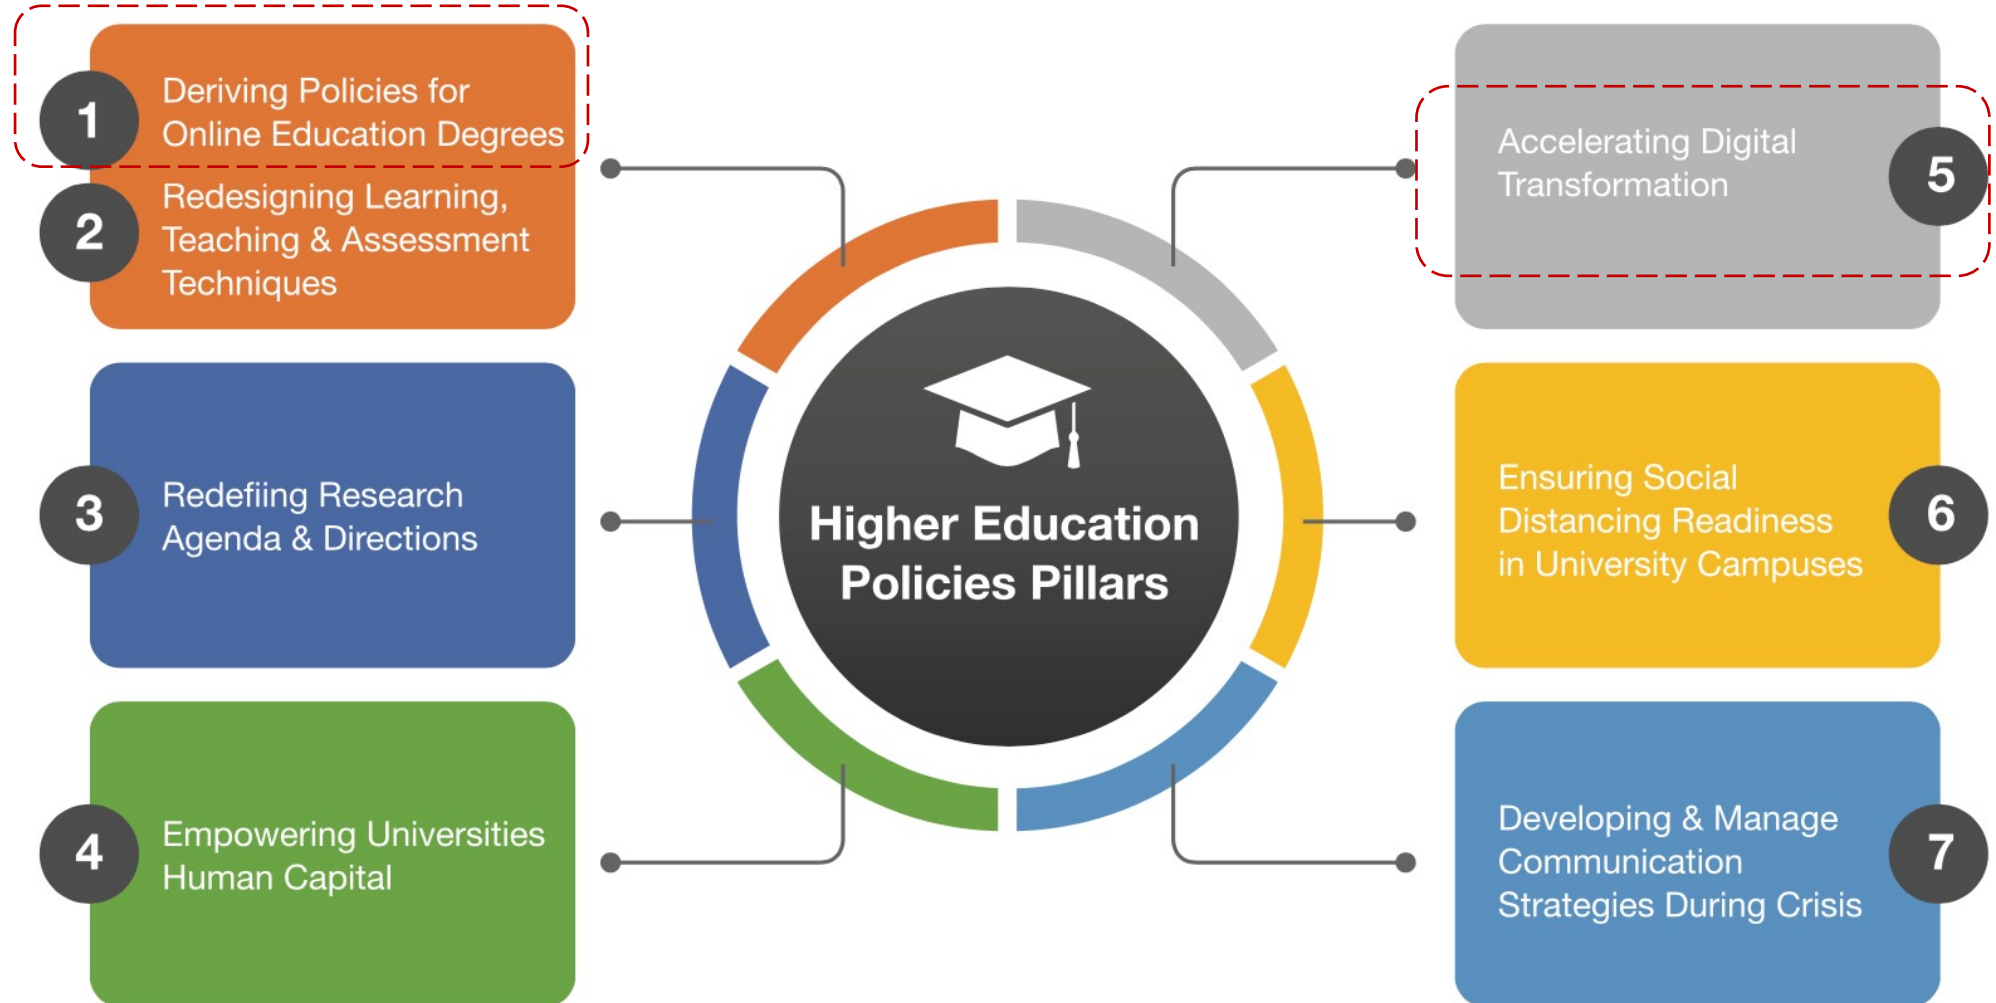 1
Deriving Policies for
Online Education Degrees
2
Redesigning Learning,
Teaching & Assessment
Techniques
3
Redefiing Research
Agenda & Directions
4
Empowering Universities
Human Capital
Higher Education
Policies Pillars
Accelerating Digital
Transformation
5
Ensuring Social
Distancing Readiness
in University Campuses
6
Developing & Manage
Communication
Strategies During Crisis
7